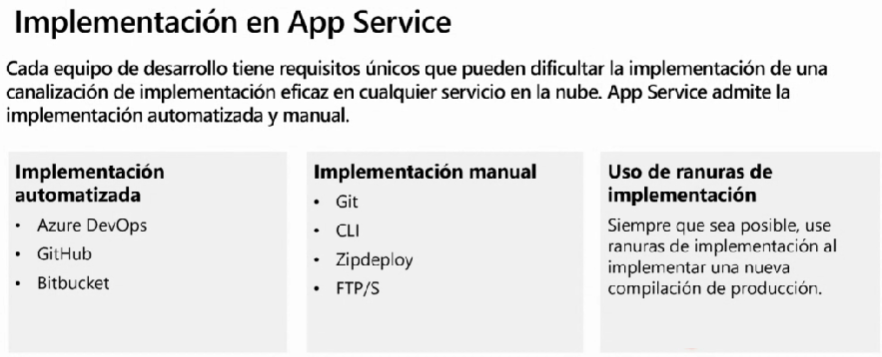 Implementación en App Service
Cada equipo de desarrollo tiene requisitos únicos que pueden dificultar la implementación de una
canalización de implementación eficaz en cualquier servicio en la nube. App Service admite la
implementación automatizada y manual.
Implementación
automatizada
• Azure DevOps
• GitHub
• Bitbucket
Implementación manual
• Git
• CLI
• Zipdeploy
• FTP/S
Uso de ranuras de
implementación
Siempre que sea posible, use
ranuras de implementación al
implementar una nueva
compilación de producción.